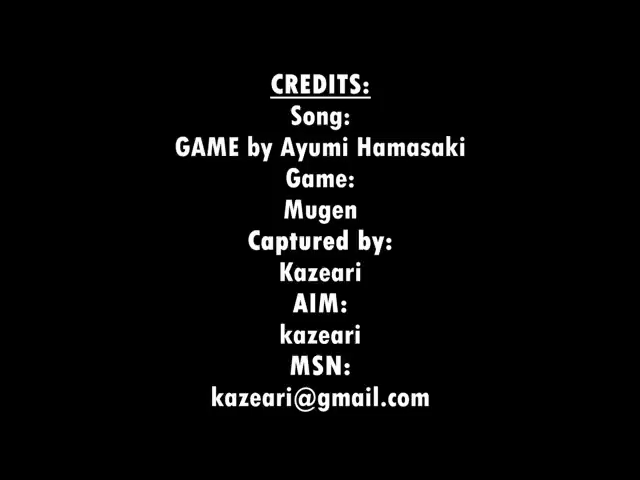 CREDITS:
Song:
GAME by Ayumi Hamasaki
Game:
Mugen
Captured by:
Kazeari
AIM:
kazeari
MSN:
kazeari@gmail.com